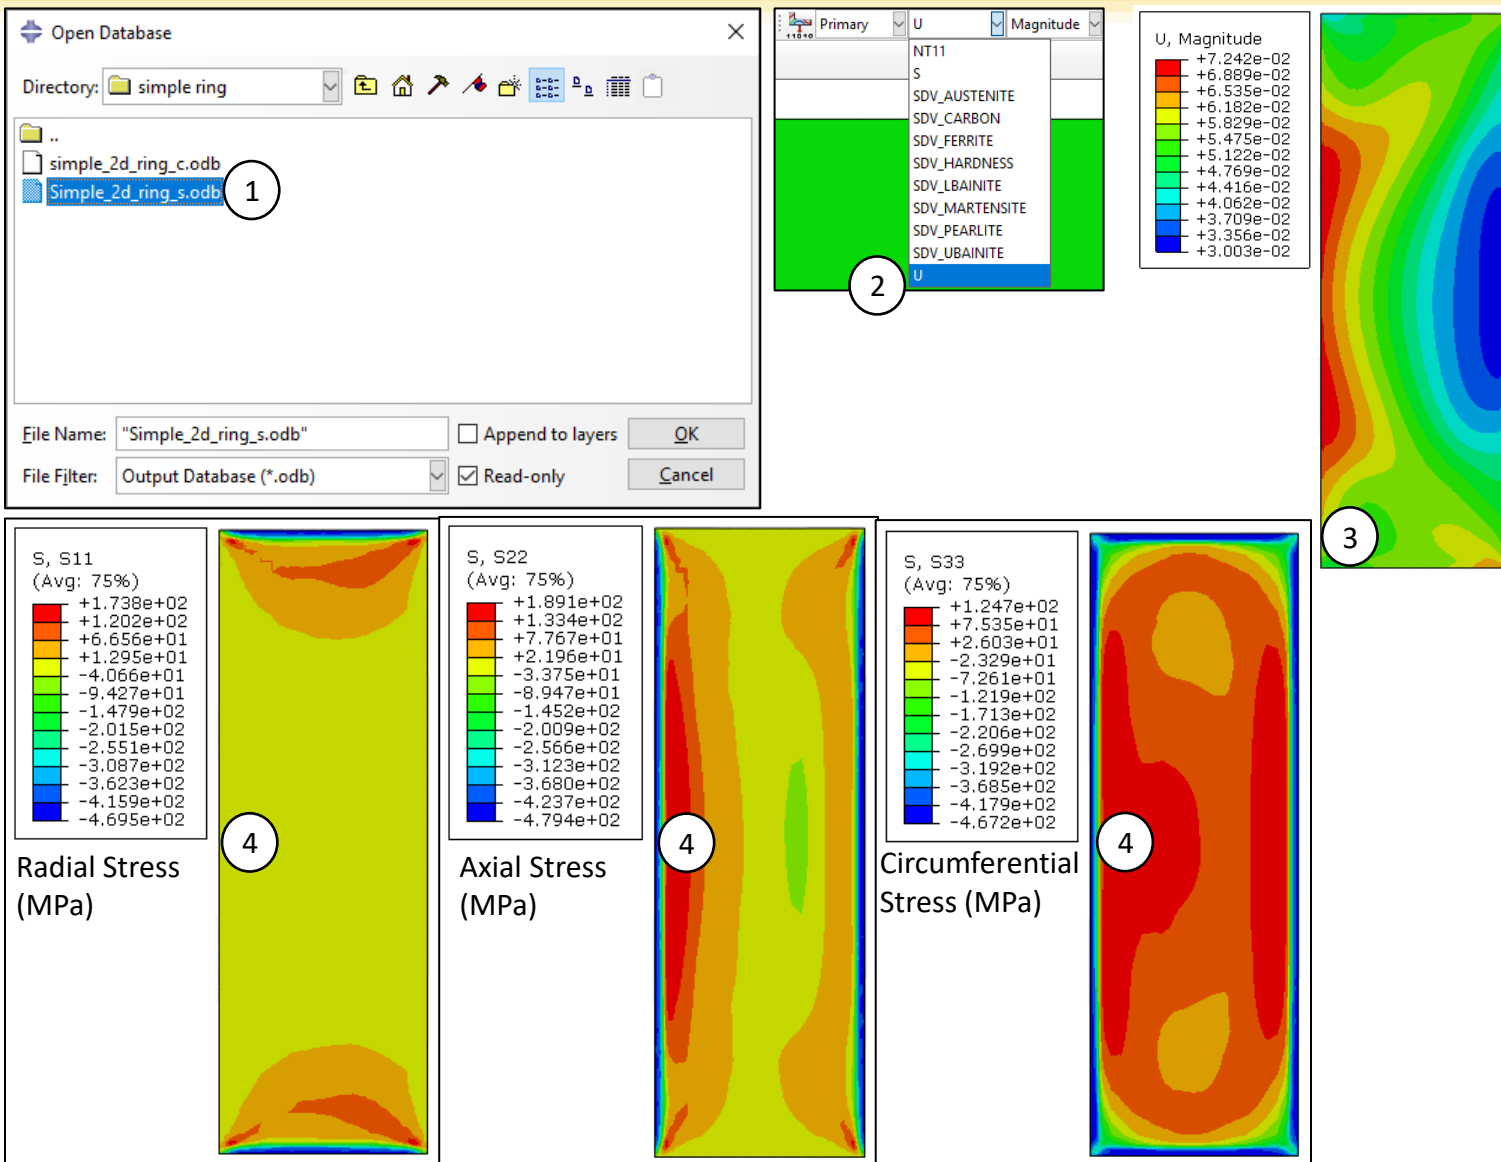 Open Database
Directory: simple ring
..
simple_2d_ring_c.odb
Simple_2d_ring_s.odb
1
File Name: "Simple_2d_ring_s.odb" Append to layers OK
File Filter: Output Database (*.odb) Read-only Cancel
11010 Primary U Magnitude
NT11
S
SDV_AUSTENITE
SDV_CARBON
SDV_FERRITE
SDV_HARDNESS
SDV_LBAINITE
SDV_MARTENSITE
SDV_PEARLITE
SDV_UBAINITE
U
2
U, Magnitude
+7.242e-02
+6.889e-02
+6.535e-02
+6.182e-02
+5.829e-02
+5.475e-02
+5.122e-02
+4.769e-02
+4.416e-02
+4.062e-02
+3.709e-02
+3.356e-02
+3.003e-02
3
S, S11
(Avg: 75%)
+1.738e+02
+1.202e+02
+6.656e+01
+1.295e+01
-4.066e+01
-9.427e+01
-1.479e+02
-2.015e+02
-2.551e+02
-3.087e+02
-3.623e+02
-4.159e+02
-4.695e+02
4
Radial Stress
(MPa)
S, S22
(Avg: 75%)
+1.891e+02
+1.334e+02
+7.767e+01
+2.196e+01
-3.375e+01
-8.947e+01
-1.452e+02
-2.009e+02
-2.566e+02
-3.123e+02
-3.680e+02
-4.237e+02
-4.794e+02
4
Axial Stress
(MPa)
S, S33
(Avg: 75%)
+1.247e+02
+7.535e+01
+2.603e+01
-2.329e+01
-7.261e+01
-1.219e+02
-1.713e+02
-2.206e+02
-2.699e+02
-3.192e+02
-3.685e+02
-4.179e+02
-4.672e+02
4
Circumferential
Stress (MPa)